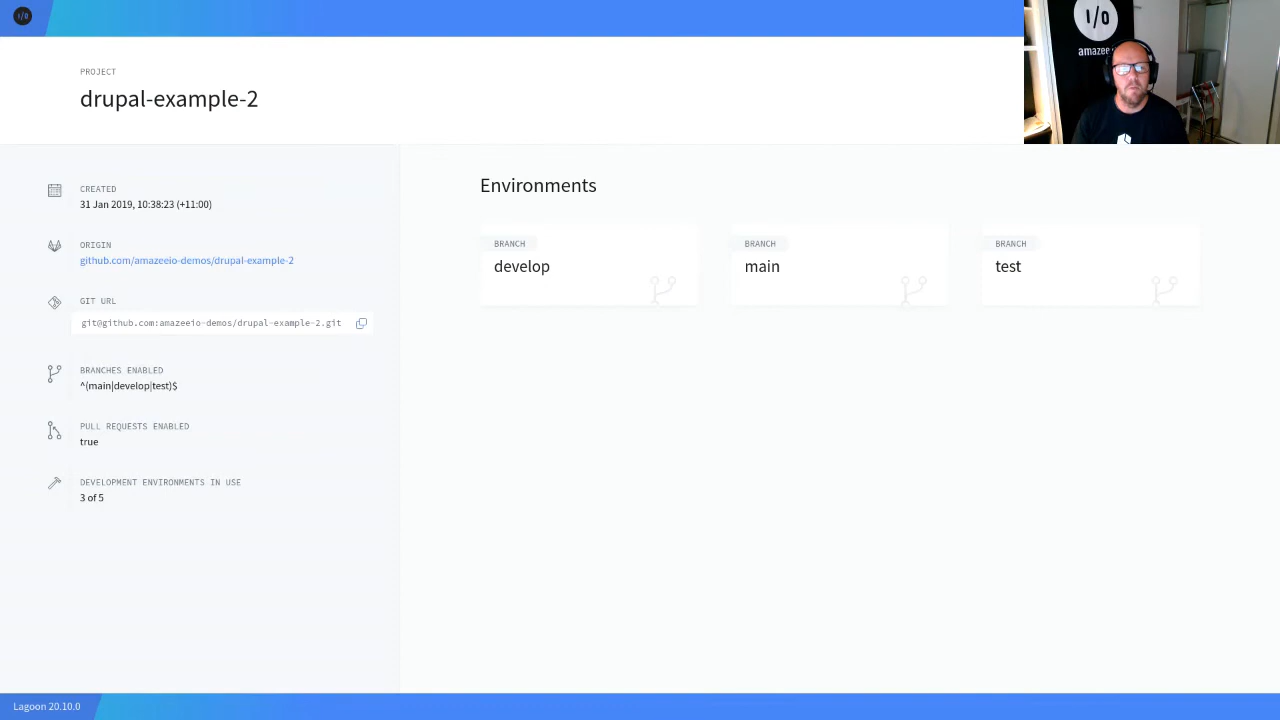 I/O
PROJECT
drupal-example-2
I/O
amazee
CREATED
31 Jan 2019, 10:38:23 (+11:00)
ORIGIN
github.com/amazeeio-demos/drupal-example-2
GIT URL
git@github.com:amazeeio-demos/drupal-example-2.git
BRANCHES ENABLED
^(main|develop|test)$
PULL REQUESTS ENABLED
true
DEVELOPMENT ENVIRONMENTS IN USE
3 of 5
Environments
BRANCH
develop
BRANCH
main
BRANCH
test
Lagoon 20.10.0